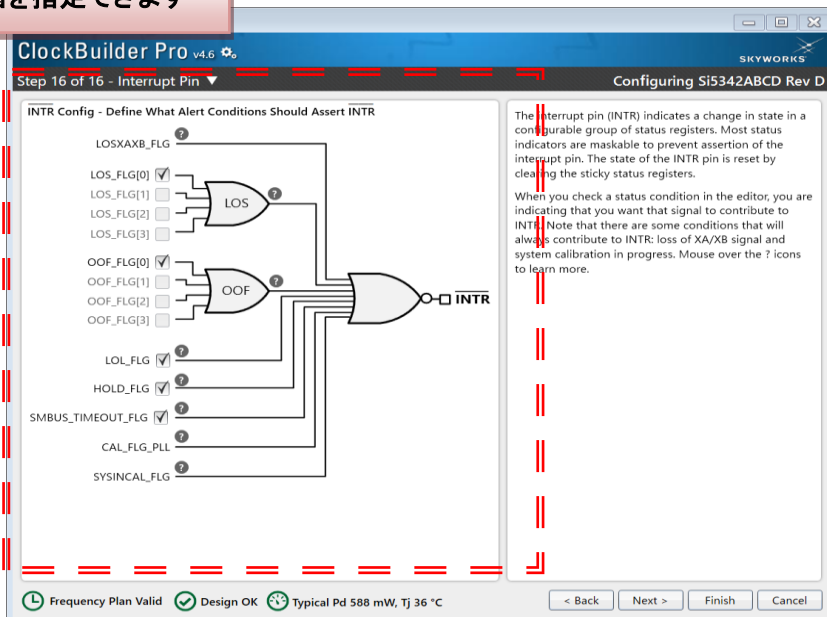 を指定できます
ClockBuilder Pro v4.6
SKYWORKS
Step 16 of 16 - Interrupt Pin ▼
Configuring Si5342ABCD Rev D
INTR Config - Define What Alert Conditions Should Assert INTR
LOSXAXB_FLG ?
LOS_FLG[0]
LOS_FLG[1]
LOS_FLG[2]
LOS_FLG[3]
LOS ?
OOF_FLG[0]
OOF_FLG[1]
OOF_FLG[2]
OOF_FLG[3]
OOF ?
INTR
LOL_FLG ?
HOLD_FLG ?
SMBUS_TIMEOUT_FLG ?
CAL_FLG_PLL ?
SYSINCAL_FLG ?
The interrupt pin (INTR) indicates a change in state in a
configurable group of status registers. Most status
indicators are maskable to prevent assertion of the
interrupt pin. The state of the INTR pin is reset by
clearing the sticky status registers.
When you check a status condition in the editor, you are
indicating that you want that signal to contribute to
INTR. Note that there are some conditions that will
always contribute to INTR: loss of XA/XB signal and
system calibration in progress. Mouse over the ? icons
to learn more.
Frequency Plan Valid
Design OK
Typical Pd 588 mW, Tj 36 °C
< Back
Next >
Finish
Cancel